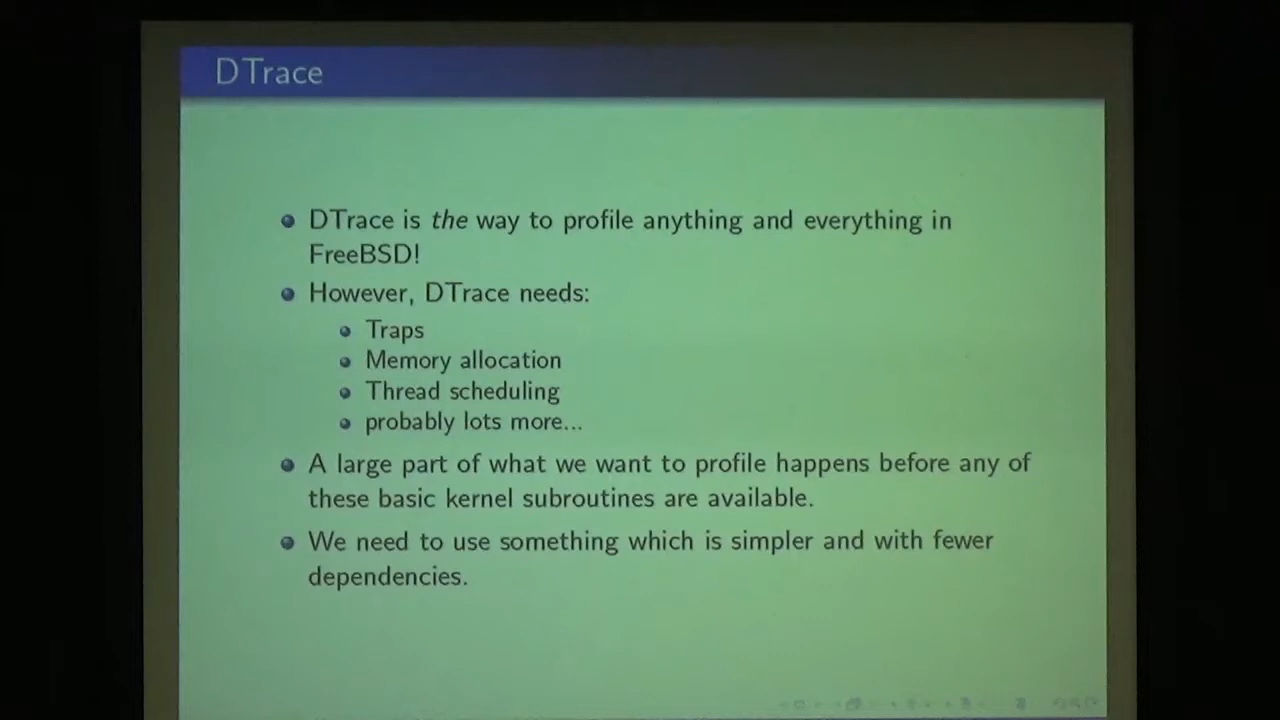 DTrace
DTrace is the way to profile anything and everything in
FreeBSD!
However, DTrace needs:
Traps
Memory allocation
Thread scheduling
probably lots more...
A large part of what we want to profile happens before any of
these basic kernel subroutines are available.
We need to use something which is simpler and with fewer
dependencies.